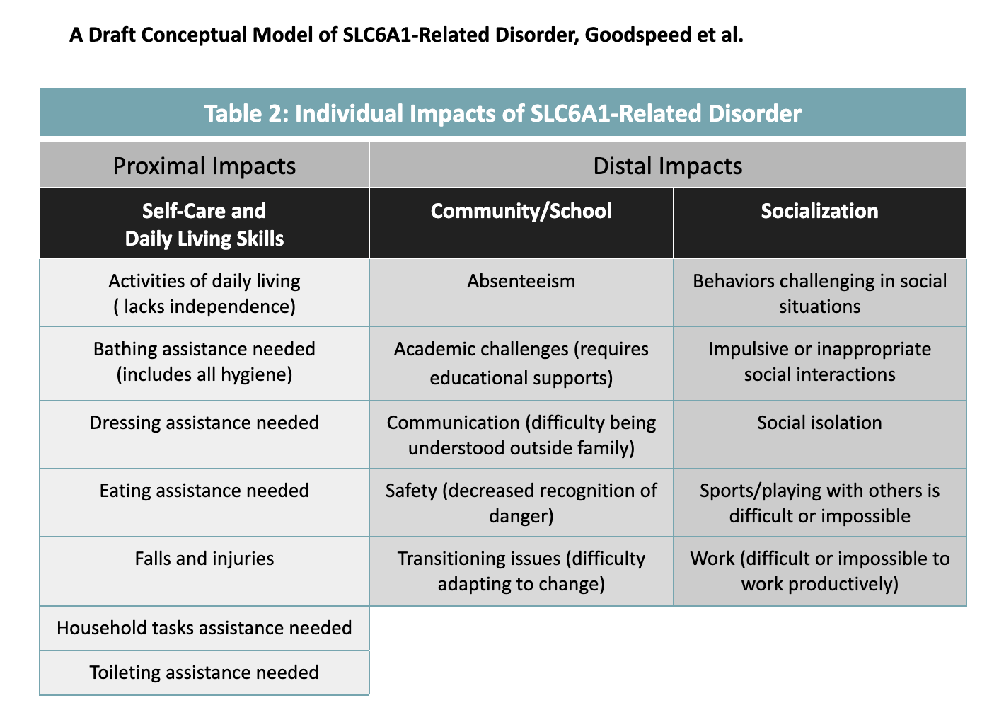 A Draft Conceptual Model of SLC6A1-Related Disorder, Goodspeed et al.
Table 2: Individual Impacts of SLC6A1-Related Disorder
Proximal Impacts
Distal Impacts
Self-Care and
Daily Living Skills
Community/School
Socialization
Activities of daily living
( lacks independence)
Absenteeism
Behaviors challenging in social
situations
Bathing assistance needed
(includes all hygiene)
Academic challenges (requires
educational supports)
Impulsive or inappropriate
social interactions
Dressing assistance needed
Communication (difficulty being
understood outside family)
Social isolation
Eating assistance needed
Safety (decreased recognition of
danger)
Sports/playing with others is
difficult or impossible
Falls and injuries
Transitioning issues (difficulty
adapting to change)
Work (difficult or impossible to
work productively)
Household tasks assistance needed
Toileting assistance needed